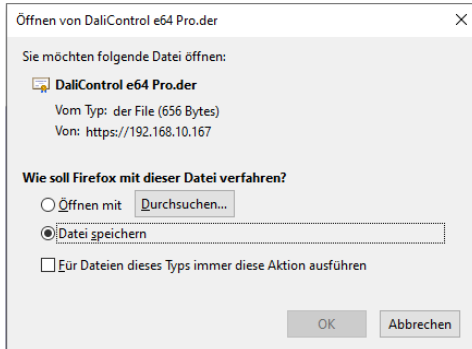 Öffnen von DaliControl e64 Pro.der
Sie möchten folgende Datei öffnen:
DaliControl e64 Pro.der
Vom Typ: der File (656 Bytes)
Von: https://192.168.10.167
Wie soll Firefox mit dieser Datei verfahren?
Öffnen mit Durchsuchen...
Datei speichern
Für Dateien dieses Typs immer diese Aktion ausführen
OK Abbrechen